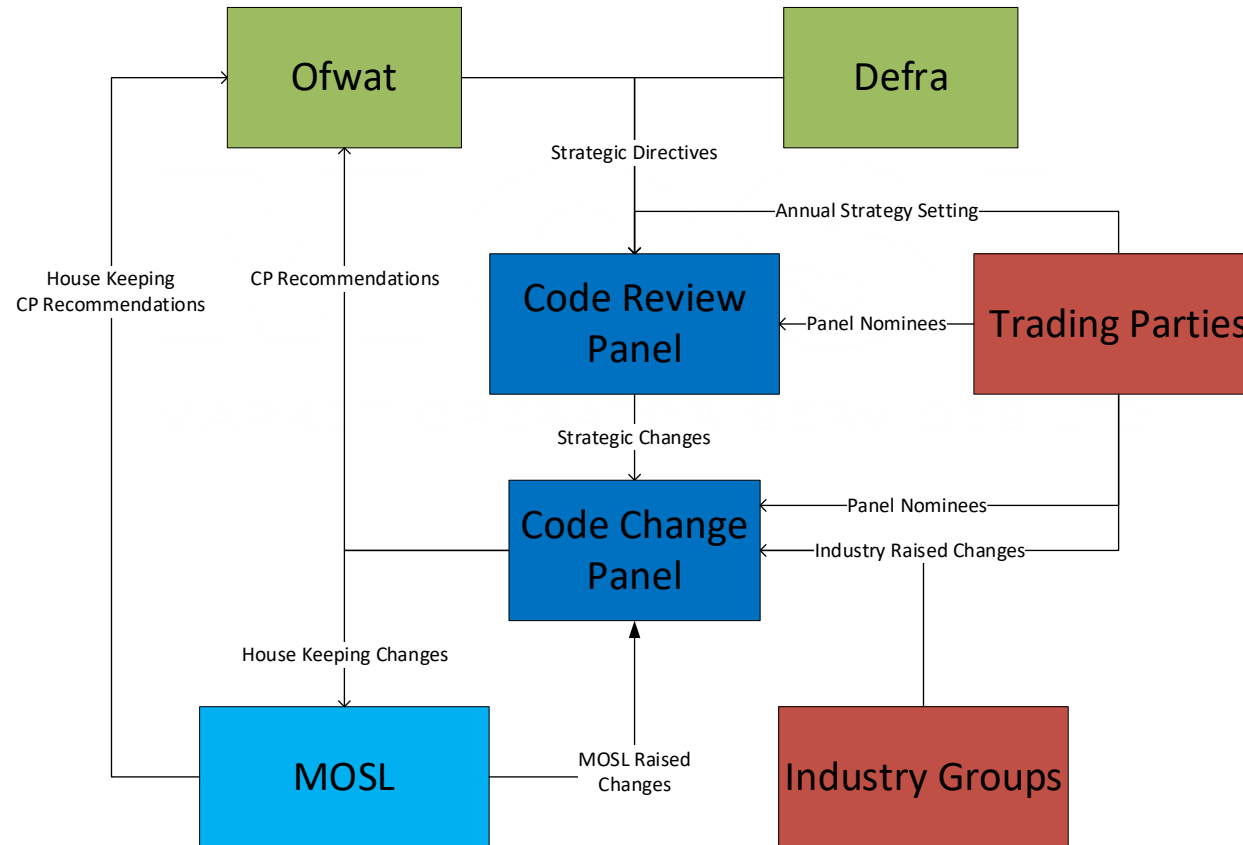 Ofwat
Defra
Strategic Directives
Annual Strategy Setting
House Keeping
CP Recommendations
CP Recommendations
Code Review
Panel
Panel Nominees
Trading Parties
Strategic Changes
Code Change
Panel
Panel Nominees
Industry Raised Changes
House Keeping Changes
MOSL
MOSL Raised
Changes
Industry Groups